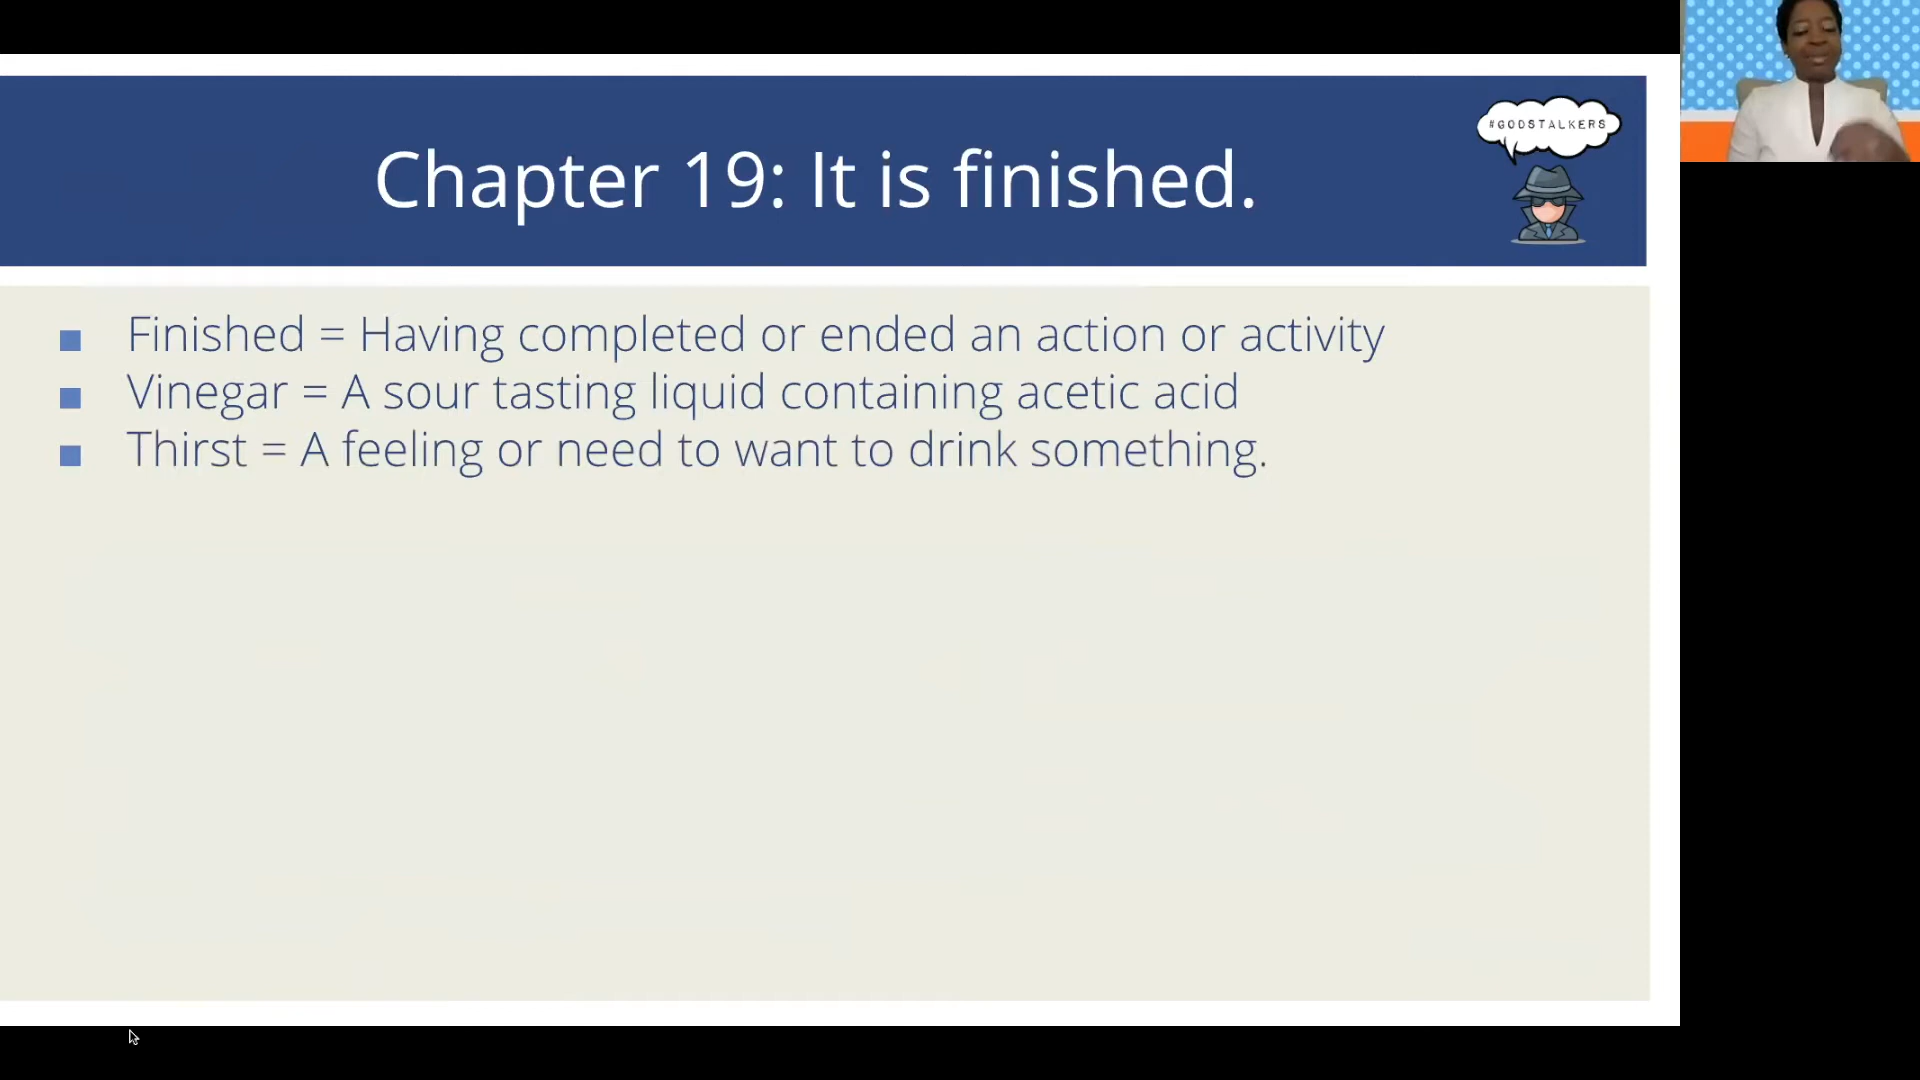 Chapter 19: It is finished.
#GODSTALKERS
Finished = Having completed or ended an action or activity
Vinegar = A sour tasting liquid containing acetic acid
Thirst = A feeling or need to want to drink something.